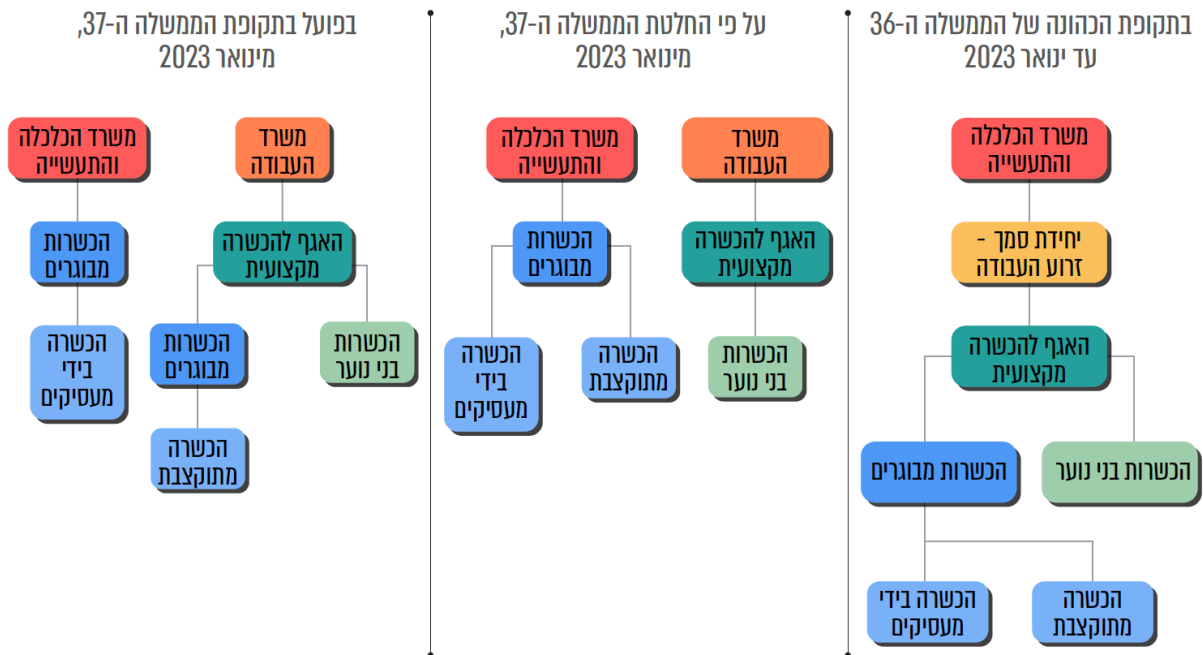 בתקופת הכהונה של הממשלה ה-36
עד ינואר 2023
משרד הכלכלה
והתעשייה
יחידת סמך -
זרוע העבודה
האגף להכשרה
מקצועית
הכשרות בני נוער
הכשרות מבוגרים
הכשרה
מתוקצבת
הכשרה בידי
מעסיקים
על פי החלטת הממשלה ה-37,
מינואר 2023
משרד
העבודה
משרד הכלכלה
והתעשייה
האגף להכשרה
מקצועית
הכשרות
מבוגרים
הכשרות
בני נוער
הכשרה
מתוקצבת
הכשרה
בידי
מעסיקים
בפועל בתקופת הממשלה ה-37,
מינואר 2023
משרד
העבודה
משרד הכלכלה
והתעשייה
האגף להכשרה
מקצועית
הכשרות
מבוגרים
הכשרות
בני נוער
הכשרות
מבוגרים
הכשרה
בידי
מעסיקים
הכשרה
מתוקצבת